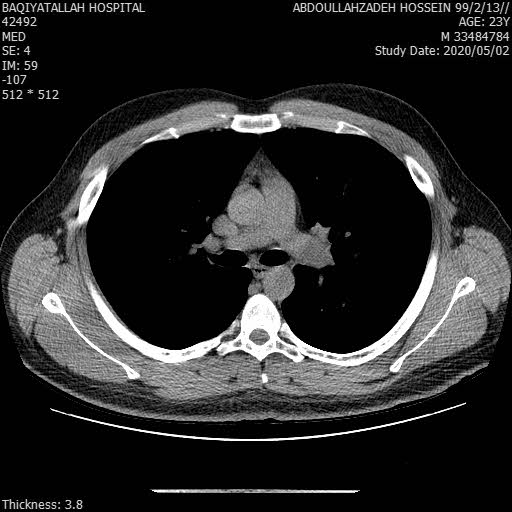 BAQIYATALLAH HOSPITAL
42492
MED
SE: 4
IM: 59
-107
512 * 512
ABDOULLAHZADEH HOSSEIN 99/2/13//
AGE: 23Y
M 33484784
Study Date: 2020/05/02
Thickness: 3.8